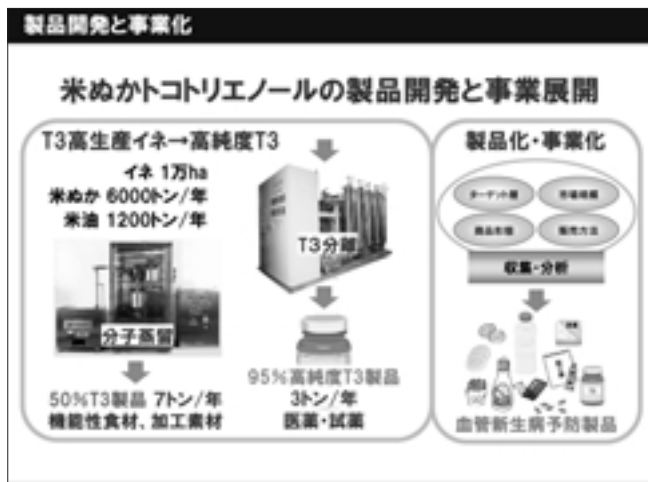 製品開発と事業化
米ぬかトコトリエノールの製品開発と事業展開
T3高生産イネ→高純度T3
イネ 1万ha
米ぬか 6000トン/年
米油 1200トン/年
分子蒸留
50%T3製品 7トン/年
機能性食材、加工素材
T3分離
95%高純度T3製品
3トン/年
医薬・試薬
製品化・事業化
ターゲット層
市場規模
商品形態
販売方法
収集・分析
血管新生病予防製品